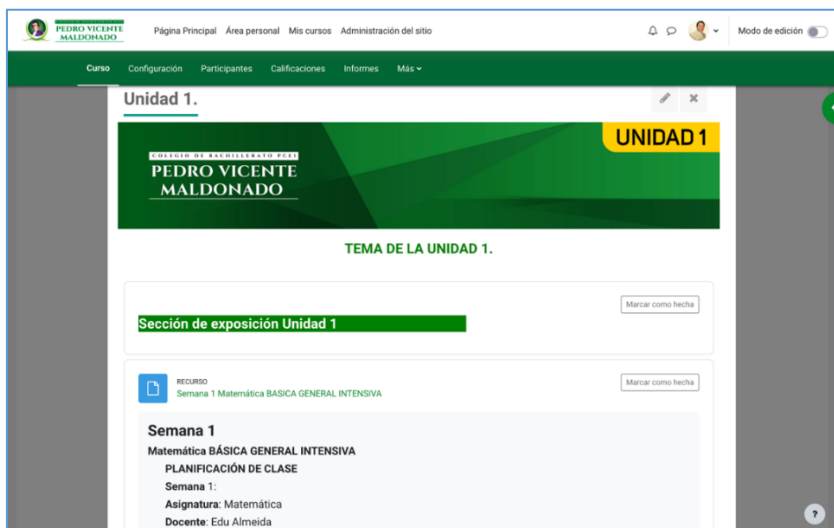 PEDRO VICENTE
MALDONADO
Página Principal Área personal Mis cursos Administración del sitio
Modo de edición
Curso Configuración Participantes Calificaciones Informes Más
Unidad 1.
UNIDAD 1
COLEGIO DE BACHILLERATO PCEI
PEDRO VICENTE
MALDONADO
TEMA DE LA UNIDAD 1.
Marcar como hecha
Sección de exposición Unidad 1
RECURSO
Marcar como hecha
Semana 1 Matemática BASICA GENERAL INTENSIVA
Semana 1
Matemática BÁSICA GENERAL INTENSIVA
PLANIFICACIÓN DE CLASE
Semana 1:
Asignatura: Matemática
Docente: Edu Almeida
?